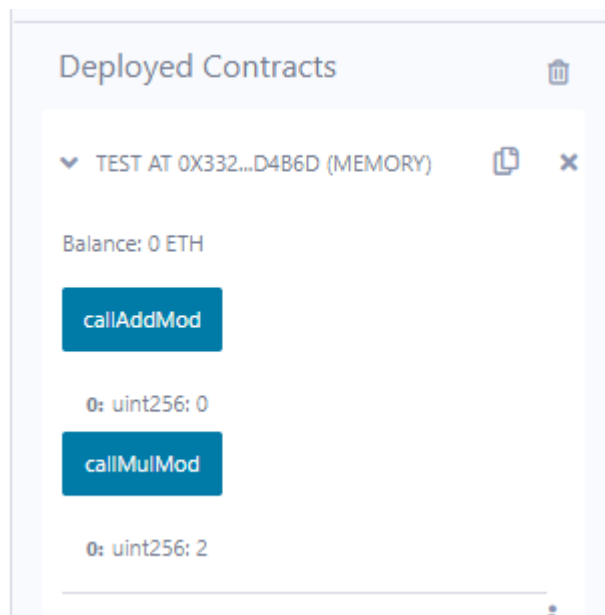 Deployed Contracts
TEST AT 0X332...D4B6D (MEMORY)
Balance: 0 ETH
callAddMod
0: uint256: 0
callMulMod
0: uint256: 2